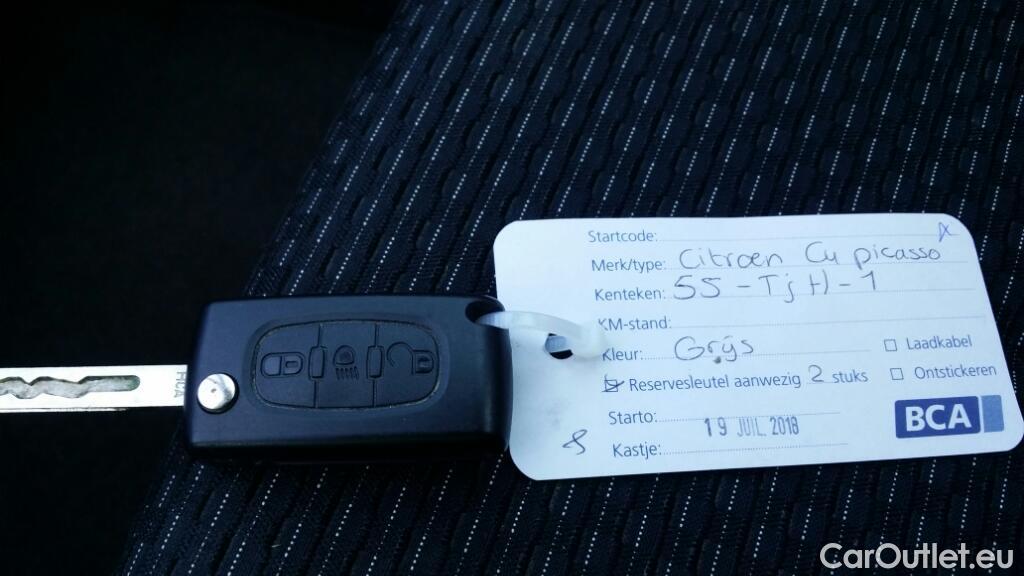 Startcode:
Merk/type: Citroen C4 picasso
Kenteken: 55-TJH-1
KM-stand:
Kleur: Grijs
Laadkabel
Reservesleutel aanwezig 2 stuks
Ontstickeren
Starto: 19 JUIL. 2018
Kastje:
8
BCA
CarOutlet.eu